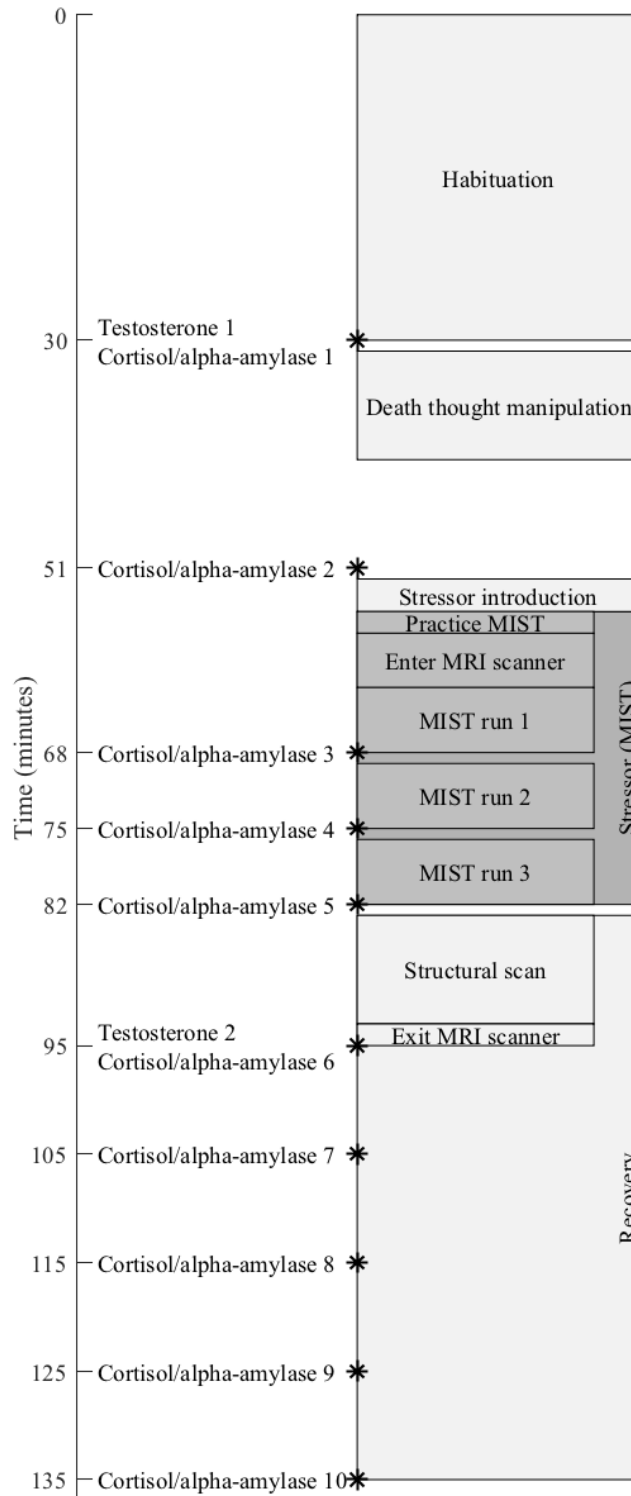 0
Habituation
Testosterone 1
30
Cortisol/alpha-amylase 1
Death thought manipulation
51
Cortisol/alpha-amylase 2
Stressor introduction
Practice MIST
Enter MRI scanner
MIST run 1
68
Cortisol/alpha-amylase 3
MIST run 2
75
Cortisol/alpha-amylase 4
MIST run 3
82
Cortisol/alpha-amylase 5
Stressor (MIST)
Time (minutes)
Structural scan
Testosterone 2
Exit MRI scanner
95
Cortisol/alpha-amylase 6
105
Cortisol/alpha-amylase 7
Recovery
115
Cortisol/alpha-amylase 8
125
Cortisol/alpha-amylase 9
135
Cortisol/alpha-amylase 10